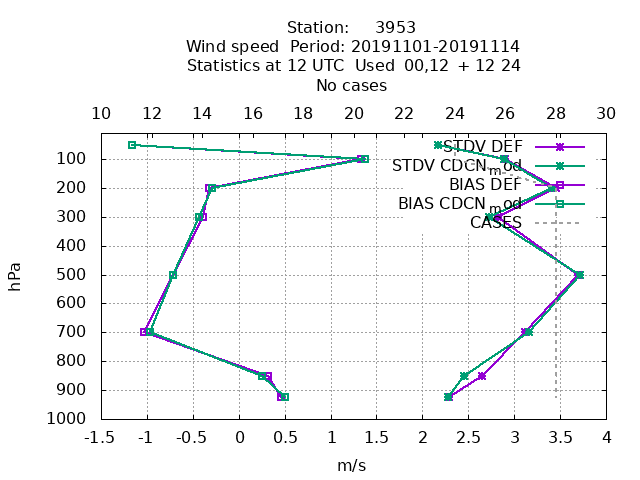 Station: 3953
Wind speed Period: 20191101-20191114
Statistics at 12 UTC Used 00,12 + 12 24
No cases
10 12 14 16 18 20 22 24 26 28 30
STDV DEF
100 STDV CDCN_mod
200 BIAS DEF
BIAS CDCN_mod
300 CASES
400
hPa
500
600
700
800
900
1000
-1.5 -1 -0.5 0 0.5 1 1.5 2 2.5 3 3.5 4
m/s